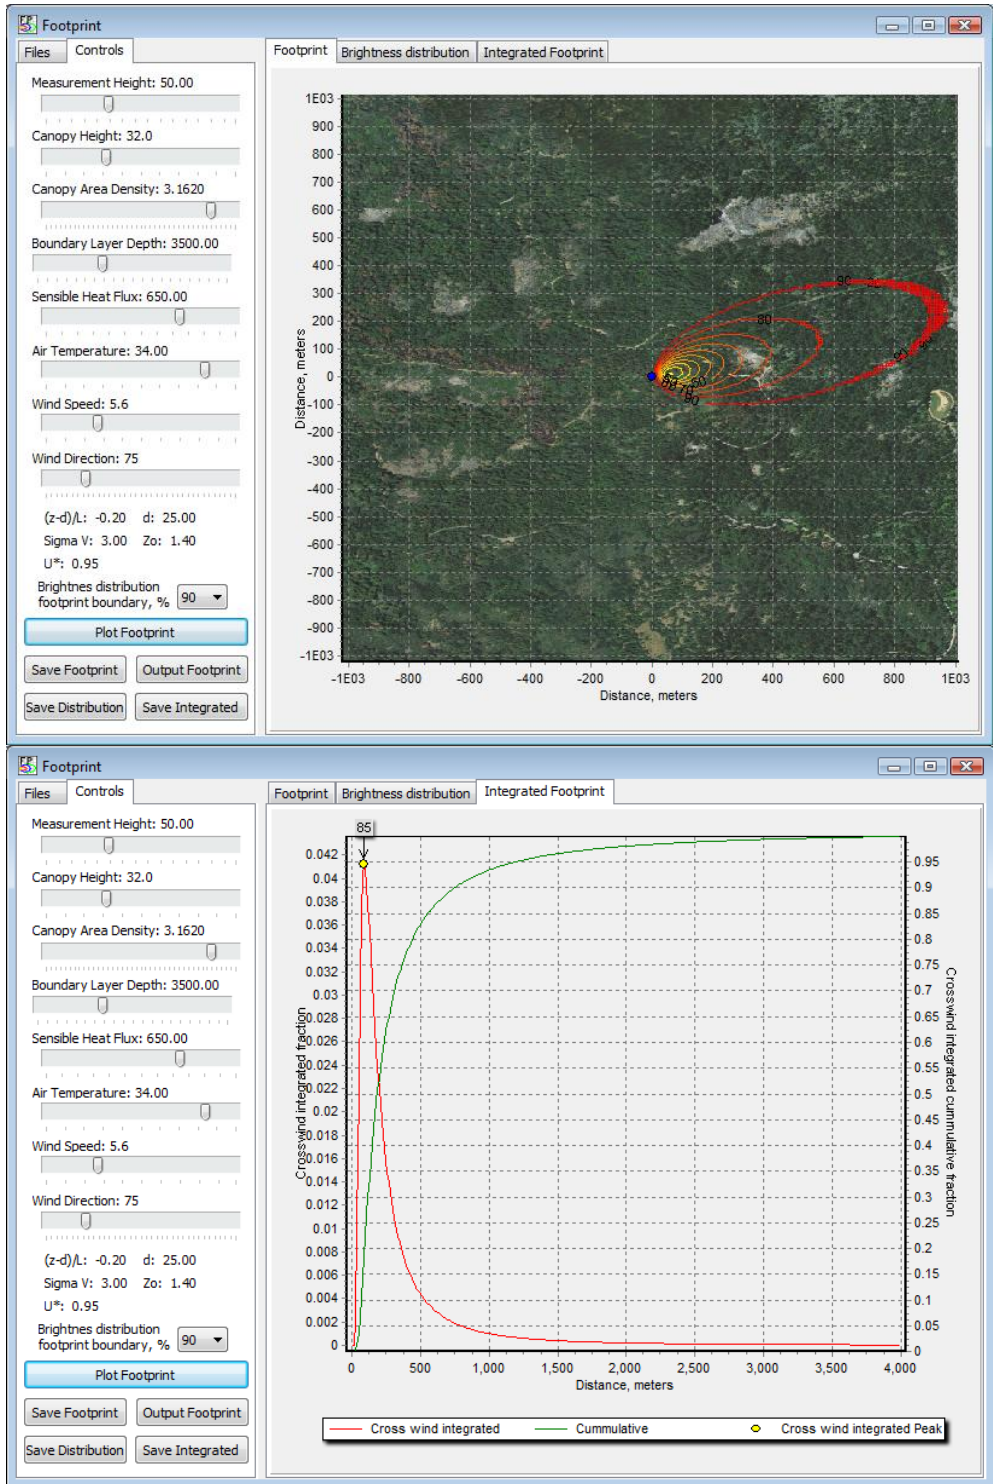 Footprint
Files Controls
Footprint Brightness distribution Integrated Footprint
Measurement Height: 50.00
Canopy Height: 32.0
Canopy Area Density: 3.1620
Boundary Layer Depth: 3500.00
Sensible Heat Flux: 650.00
Air Temperature: 34.00
Wind Speed: 5.6
Wind Direction: 75
(z-d)/L: -0.20 d: 25.00
Sigma V: 3.00 Zo: 1.40
U*: 0.95
Brightnes distribution
footprint boundary, % 90
Plot Footprint
Save Footprint Output Footprint
Save Distribution Save Integrated
1E03
900
800
700
600
500
400
300
200
100
0
-100
-200
-300
-400
-500
-600
-700
-800
-900
-1E03
Distance, meters
90
80
90
50
70
90
-1E03 -800 -600 -400 -200 0 200 400 600 800 1E03
Distance, meters
Footprint
Files Controls
Footprint Brightness distribution Integrated Footprint
Measurement Height: 50.00
Canopy Height: 32.0
Canopy Area Density: 3.1620
Boundary Layer Depth: 3500.00
Sensible Heat Flux: 650.00
Air Temperature: 34.00
Wind Speed: 5.6
Wind Direction: 75
(z-d)/L: -0.20 d: 25.00
Sigma V: 3.00 Zo: 1.40
U*: 0.95
Brightnes distribution
footprint boundary, % 90
Plot Footprint
Save Footprint Output Footprint
Save Distribution Save Integrated
85
0.042
0.04
0.038
0.036
0.034
0.032
0.03
0.028
0.026
0.024
0.022
0.02
0.018
0.016
0.014
0.012
0.01
0.008
0.006
0.004
0.002
0
Crosswind integrated fraction
0.95
0.9
0.85
0.8
0.75
0.7
0.65
0.6
0.55
0.5
0.45
0.4
0.35
0.3
0.25
0.2
0.15
0.1
0.05
0
Crosswind integrated cummulative fraction
0 500 1,000 1,500 2,000 2,500 3,000 3,500 4,000
Distance, meters
Cross wind integrated Cummulative Cross wind integrated Peak